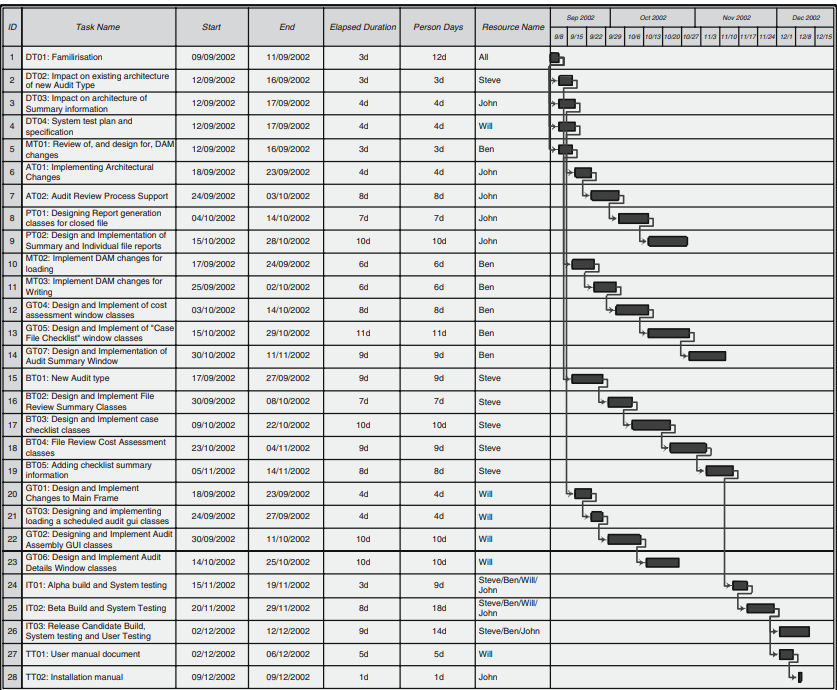 ID Task Name Start End Elapsed Duration Person Days Resource Name Sep 2002 Oct 2002 Nov 2002 Dec 2002
9/8 9/15 9/22 9/29 10/6 10/13 10/20 10/27 11/3 11/10 11/17 11/24 12/1 12/8 12/15
1 DT01: Familirisation 09/09/2002 11/09/2002 3d 12d All
2 DT02: Impact on existing architecture
of new Audit Type 12/09/2002 16/09/2002 3d 3d Steve
3 DT03: Impact on architecture of
Summary information 12/09/2002 17/09/2002 4d 4d John
4 DT04: System test plan and
specification 12/09/2002 17/09/2002 4d 4d Will
5 MT01: Review of, and design for, DAM
changes 12/09/2002 16/09/2002 3d 3d Ben
6 AT01: Implementing Architectural
Changes 18/09/2002 23/09/2002 4d 4d John
7 AT02: Audit Review Process Support 24/09/2002 03/10/2002 8d 8d John
8 PT01: Designing Report generation
classes for closed file 04/10/2002 14/10/2002 7d 7d John
9 PT02: Design and Implementation of
Summary and Individual file reports 15/10/2002 28/10/2002 10d 10d John
10 MT02: Implement DAM changes for
loading 17/09/2002 24/09/2002 6d 6d Ben
11 MT03: Implement DAM changes for
Writing 25/09/2002 02/10/2002 6d 6d Ben
12 GT04: Design and Implement of cost
assessment window classes 03/10/2002 14/10/2002 8d 8d Ben
13 GT05: Design and Implement of "Case
File Checklist" window classes 15/10/2002 29/10/2002 11d 11d Ben
14 GT07: Design and Implementation of
Audit Summary Window 30/10/2002 11/11/2002 9d 9d Ben
15 BT01: New Audit type 17/09/2002 27/09/2002 9d 9d Steve
16 BT02: Design and Implement File
Review Summary Classes 30/09/2002 08/10/2002 7d 7d Steve
17 BT03: Design and Implement case
checklist classes 09/10/2002 22/10/2002 10d 10d Steve
18 BT04: File Review Cost Assessment
classes 23/10/2002 04/11/2002 9d 9d Steve
19 BT05: Adding checklist summary
information 05/11/2002 14/11/2002 8d 8d Steve
20 GT01: Design and Implement
Changes to Main Frame 18/09/2002 23/09/2002 4d 4d Will
21 GT03: Designing and implementing
loading a scheduled audit gui classes 24/09/2002 27/09/2002 4d 4d Will
22 GT02: Designing and Implement Audit
Assembly GUI classes 30/09/2002 11/10/2002 10d 10d Will
23 GT06: Design and Implement Audit
Details Window classes 14/10/2002 25/10/2002 10d 10d Will
24 IT01: Alpha build and System testing 15/11/2002 19/11/2002 3d 9d Steve/Ben/Will/
John
25 IT02: Beta Build and System Testing 20/11/2002 29/11/2002 8d 18d Steve/Ben/Will/
John
26 IT03: Release Candidate Build,
System testing and User Testing 02/12/2002 12/12/2002 9d 14d Steve/Ben/John
27 TT01: User manual document 02/12/2002 06/12/2002 5d 5d Will
28 TT02: Installation manual 09/12/2002 09/12/2002 1d 1d John